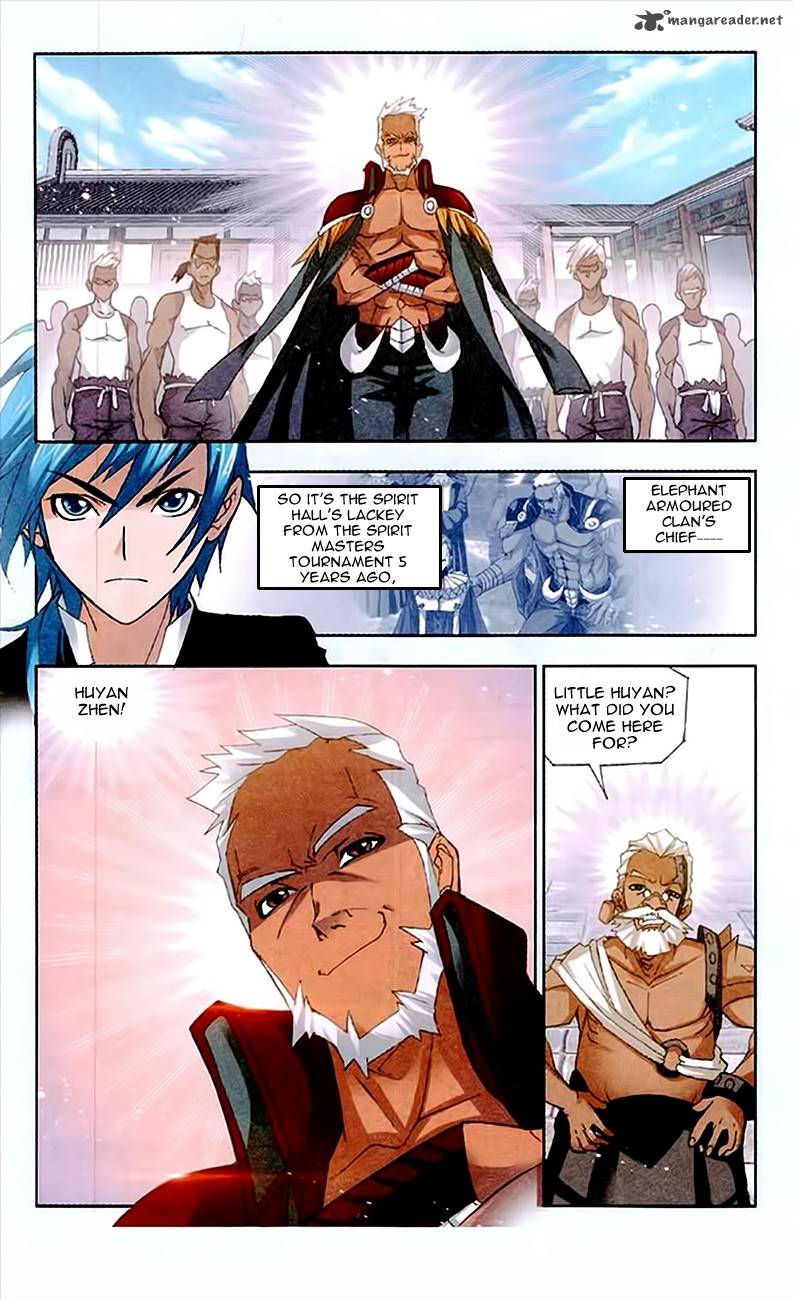 mangareader.net
SO IT'S THE SPIRIT
HALL'S LACKEY
FROM THE SPIRIT
MASTERS
TOURNAMENT 5
YEARS AGO,
ELEPHANT
ARMOURED
CLAN'S
CHIEF----
HUYAN
ZHEN!
LITTLE HUYAN?
WHAT DID YOU
COME HERE
FOR?